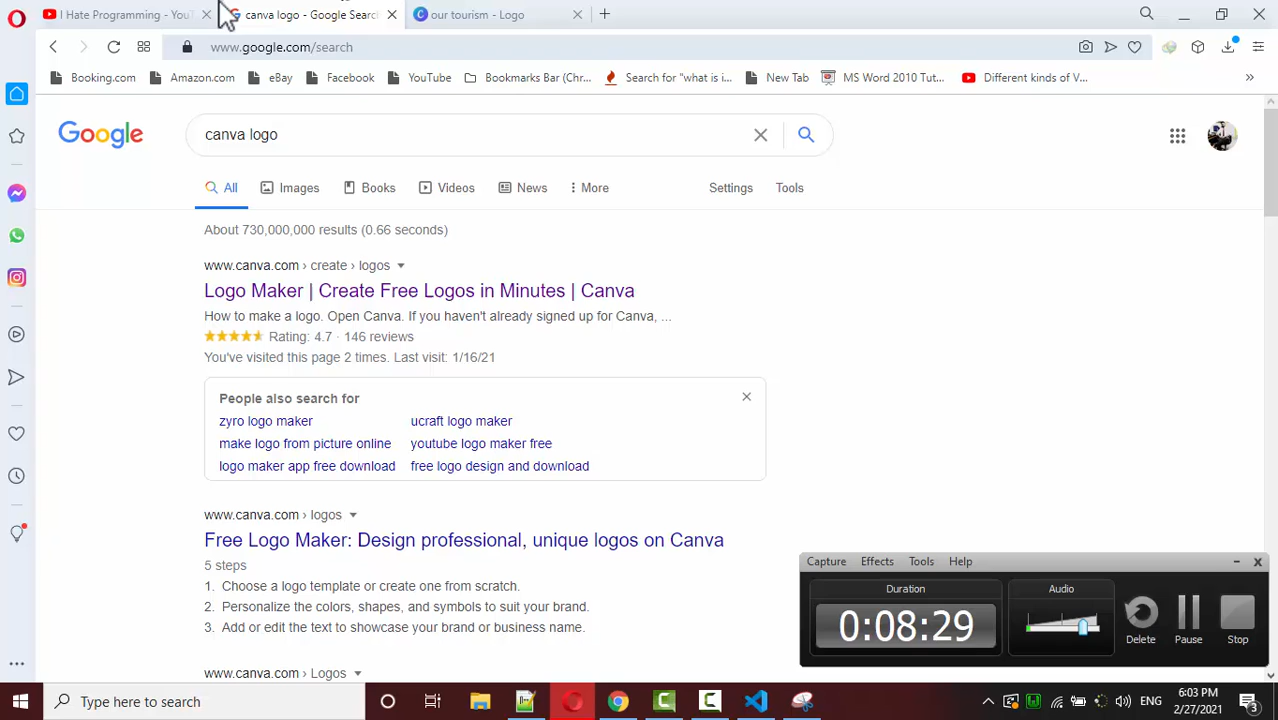 I Hate Programming - YouT
canva logo - Google Search
our tourism - Logo
www.google.com/search
Booking.com
Amazon.com
eBay
Facebook
YouTube
Bookmarks Bar (Chr...
Search for "what is i...
New Tab
MS Word 2010 Tut...
Different kinds of V...
»
Google
canva logo
All
Images
Books
Videos
News
More
Settings
Tools
About 730,000,000 results (0.66 seconds)
www.canva.com › create › logos
Logo Maker | Create Free Logos in Minutes | Canva
How to make a logo. Open Canva. If you haven't already signed up for Canva, ...
Rating: 4.7 · 146 reviews
You've visited this page 2 times. Last visit: 1/16/21
People also search for
zyro logo maker
ucraft logo maker
make logo from picture online
youtube logo maker free
logo maker app free download
free logo design and download
www.canva.com › logos
Free Logo Maker: Design professional, unique logos on Canva
5 steps
1. Choose a logo template or create one from scratch.
2. Personalize the colors, shapes, and symbols to suit your brand.
3. Add or edit the text to showcase your brand or business name.
www.canva.com › Logos
Capture Effects Tools Help
Duration
Audio
0:08:29
Delete
Pause
Stop
Type here to search
ENG
6:03 PM
2/27/2021
3